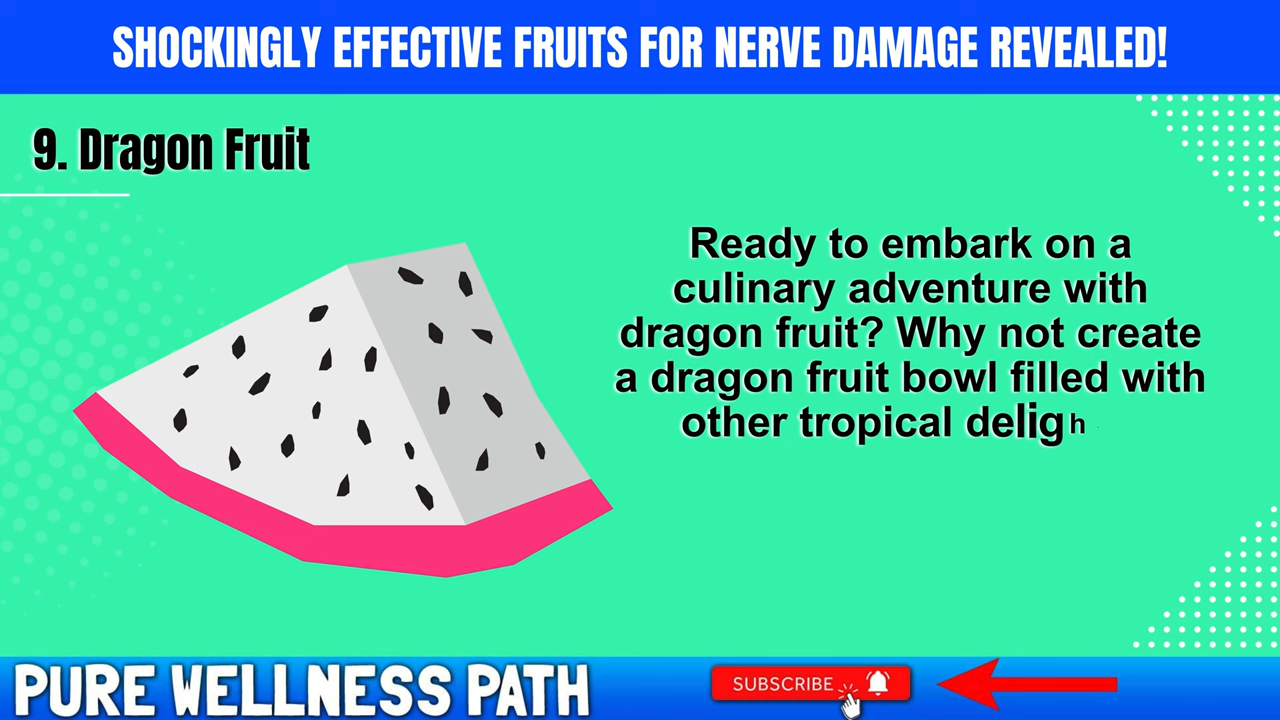 SHOCKINGLY EFFECTIVE FRUITS FOR NERVE DAMAGE REVEALED!
9. Dragon Fruit
Ready to embark on a
culinary adventure with
dragon fruit? Why not create
a dragon fruit bowl filled with
other tropical deligh
PURE WELLNESS PATH
SUBSCRIBE